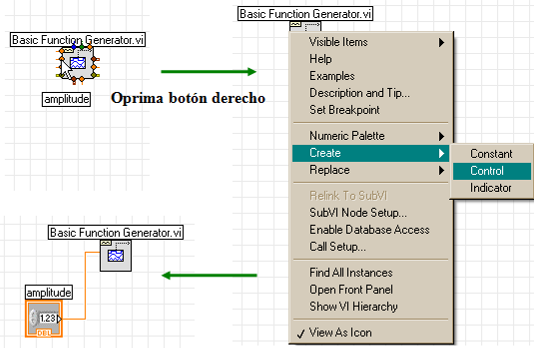 Basic Function Generator.vi
amplitude
Oprima botón derecho
Basic Function Generator.vi
Visible Items
Help
Examples
Description and Tip...
Set Breakpoint
Numeric Palette
Create
Replace
Constant
Control
Indicator
Relink To SubVI
SubVI Node Setup...
Enable Database Access
Call Setup...
Find All Instances
Open Front Panel
Show VI Hierarchy
✓ View As Icon
Basic Function Generator.vi
amplitude
1.23
DBL